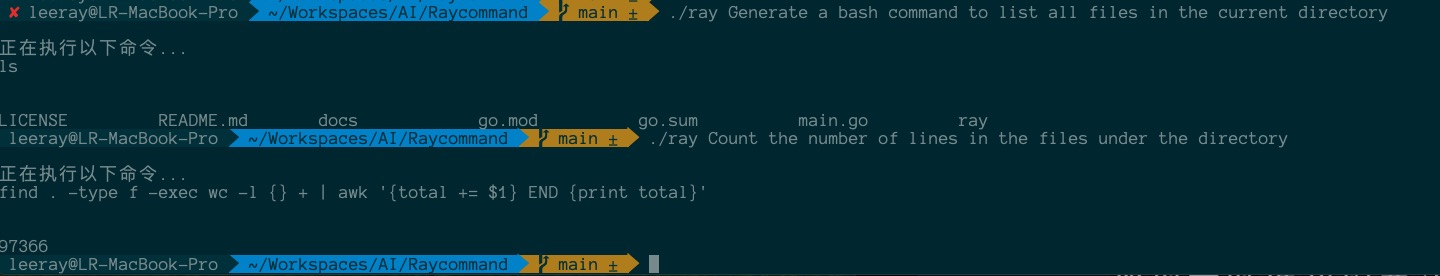 ✘ leeray@LR-MacBook-Pro ~/Workspaces/AI/Raycommand main ± ./ray Generate a bash command to list all files in the current directory
正在执行以下命令...
ls
LICENSE README.md docs go.mod go.sum main.go ray
leeray@LR-MacBook-Pro ~/Workspaces/AI/Raycommand main ± ./ray Count the number of lines in the files under the directory
正在执行以下命令...
find . -type f -exec wc -l {} + | awk '{total += $1} END {print total}'
97366
leeray@LR-MacBook-Pro ~/Workspaces/AI/Raycommand main ±